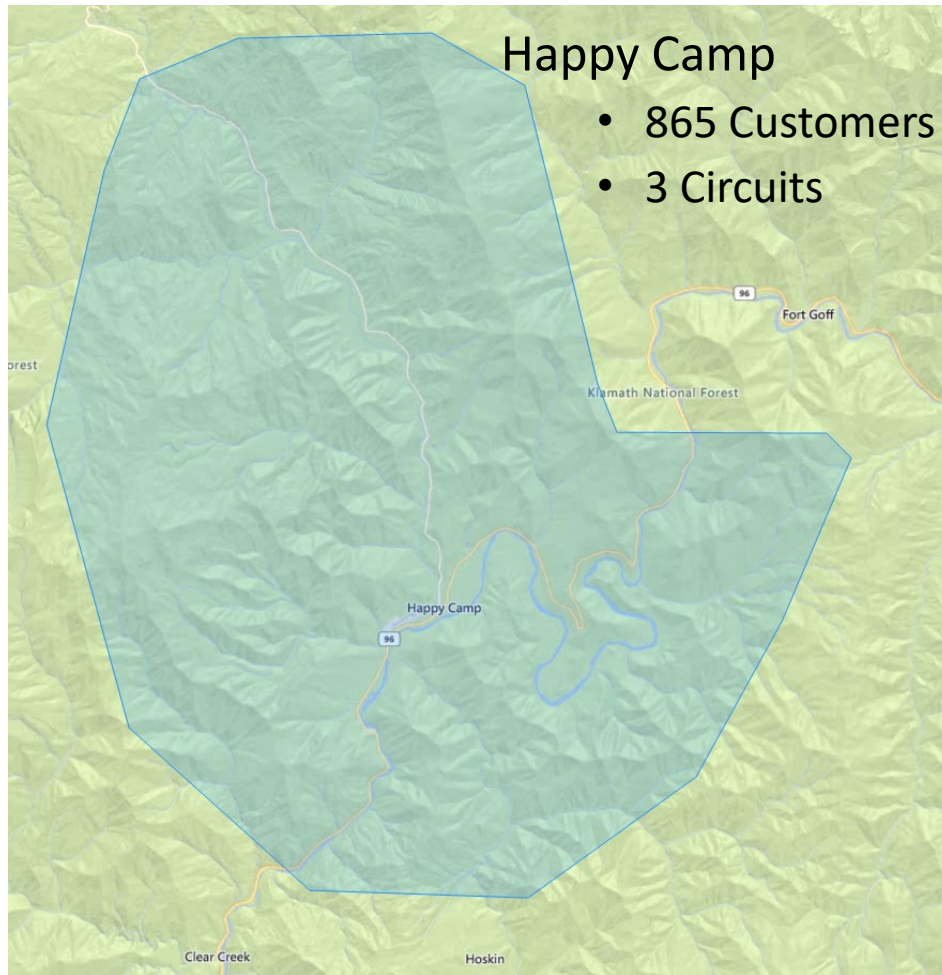 Happy Camp
• 865 Customers
• 3 Circuits
96
Fort Goff
orest
Klamath National Forest
Happy Camp
96
Clear Creek
Hoskin